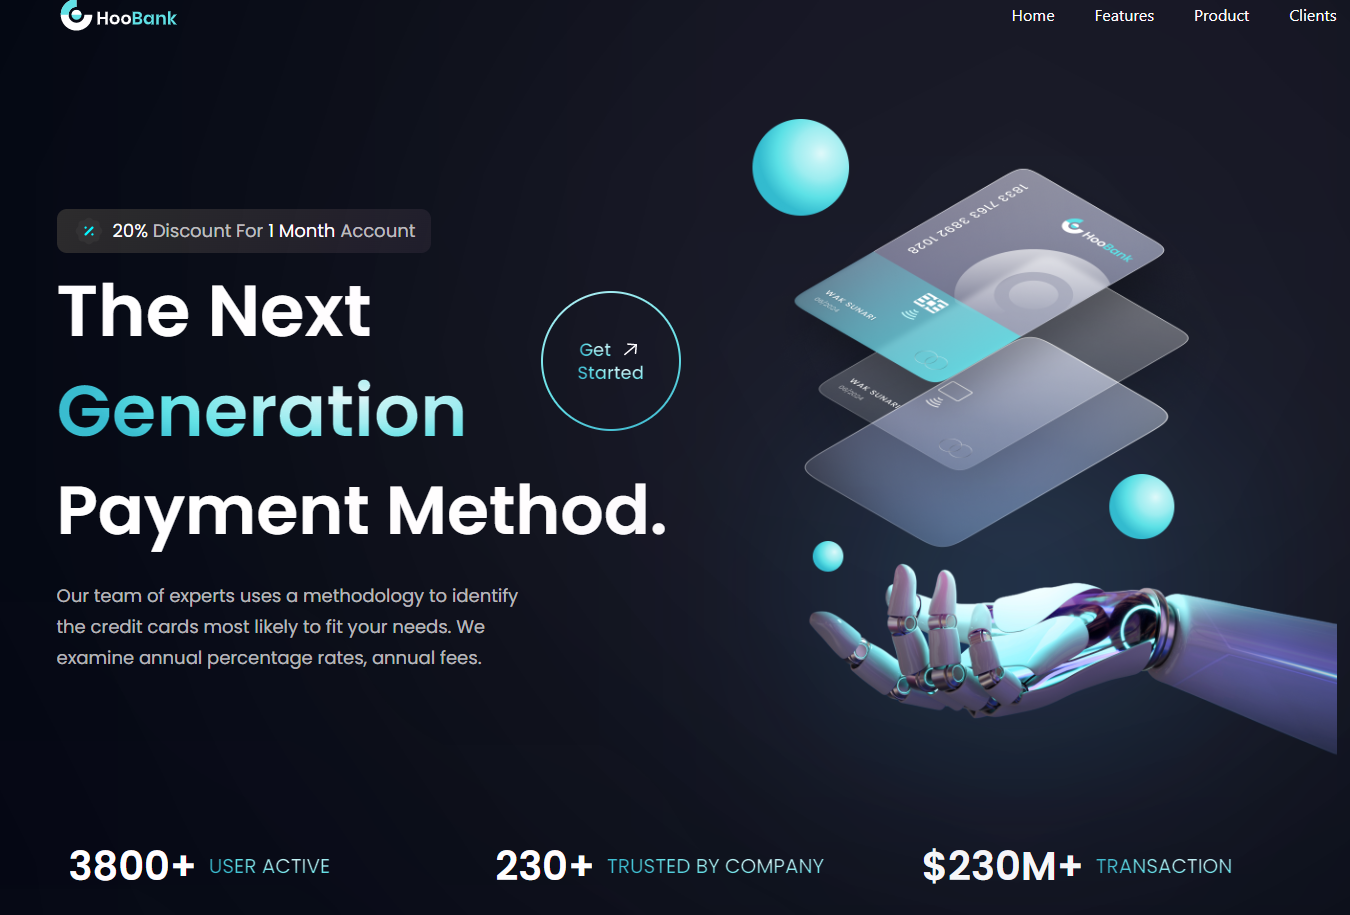 HooBank
Home Features Product Clients
20% Discount For 1 Month Account
The Next
Generation
Payment Method.
Get
Started
Our team of experts uses a methodology to identify
the credit cards most likely to fit your needs. We
examine annual percentage rates, annual fees.
1833 7163 3892 1028
HooBank
WAK SUNARI
06/2024
WAK SUNARI
06/2024
3800+ USER ACTIVE
230+ TRUSTED BY COMPANY
$230M+ TRANSACTION